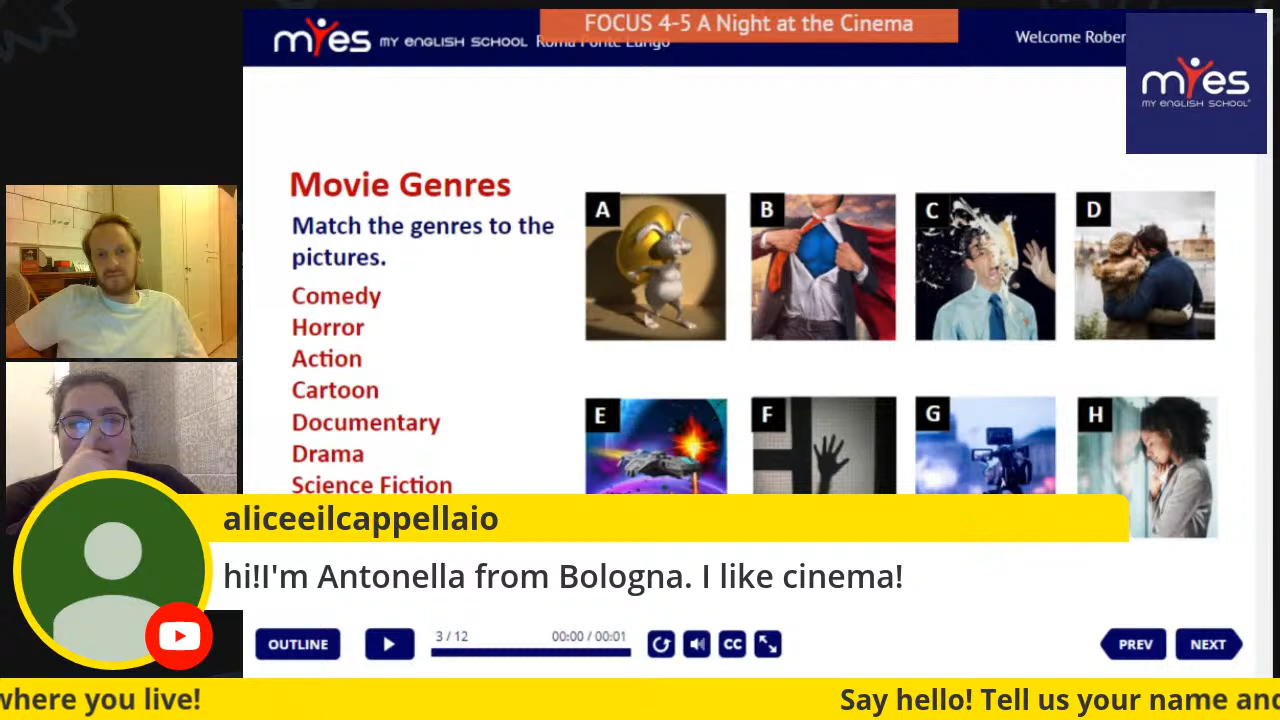 FOCUS 4-5 A Night at the Cinema
myes MY ENGLISH SCHOOL Roma Ponte Lungo
Welcome Rober
myes
MY ENGLISH SCHOOL
Movie Genres
Match the genres to the
pictures.
Comedy
Horror
Action
Cartoon
Documentary
Drama
Science Fiction
A
B
C
D
E
F
G
H
aliceeilcappellaio
hi!I'm Antonella from Bologna. I like cinema!
OUTLINE
3 / 12
00:00 / 00:01
CC
PREV
NEXT
where you live!
Say hello! Tell us your name and